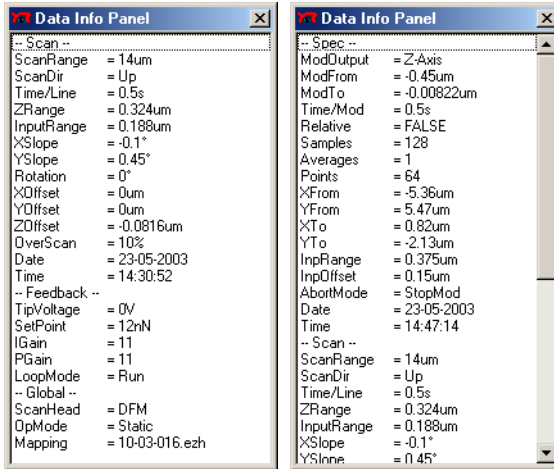 Data Info Panel
-- Scan --
ScanRange = 14um
ScanDir = Up
Time/Line = 0.5s
ZRange = 0.324um
InputRange = 0.188um
XSlope = -0.1°
YSlope = 0.45°
Rotation = 0°
XOffset = 0um
YOffset = 0um
ZOffset = -0.0816um
OverScan = 10%
Date = 23-05-2003
Time = 14:30:52
-- Feedback --
TipVoltage = 0V
SetPoint = 12nN
IGain = 11
PGain = 11
LoopMode = Run
-- Global --
ScanHead = DFM
OpMode = Static
Mapping = 10-03-016.ezh
Data Info Panel
-- Spec --
ModOutput = Z-Axis
ModFrom = -0.45um
ModTo = -0.00822um
Time/Mod = 0.5s
Relative = FALSE
Samples = 128
Averages = 1
Points = 64
XFrom = -5.36um
YFrom = 5.47um
XTo = 0.82um
YTo = -2.13um
InpRange = 0.375um
InpOffset = 0.15um
AbortMode = StopMod
Date = 23-05-2003
Time = 14:47:14
-- Scan --
ScanRange = 14um
ScanDir = Up
Time/Line = 0.5s
ZRange = 0.324um
InputRange = 0.188um
XSlope = -0.1°
YSlope = 0.45°